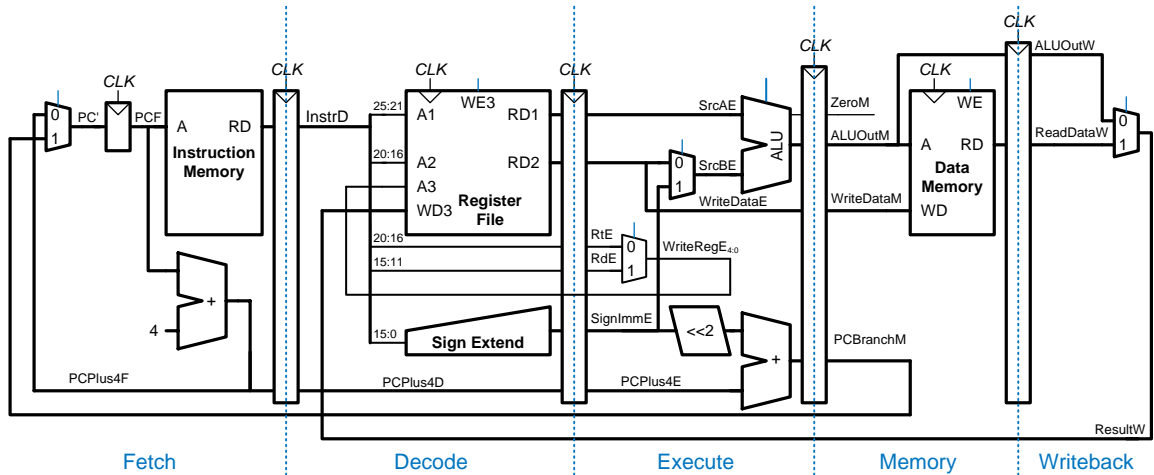 CLK
CLK
CLK
CLK
CLK
CLK
CLK
0
1
PC'
PCF
A
RD
Instruction
Memory
+
4
PCPlus4F
InstrD
25:21
20:16
20:16
15:11
15:0
A1
A2
A3
WD3
WE3
RD1
RD2
Register
File
Sign Extend
PCPlus4D
SrcAE
0
1
SrcBE
ALU
WriteDataE
RtE
RdE
0
1
WriteRegE4:0
SignImmE
<<2
+
PCPlus4E
ZeroM
ALUOutM
WriteDataM
PCBranchM
WE
A
RD
Data
Memory
WD
ALUOutW
ReadDataW
0
1
ResultW
Fetch
Decode
Execute
Memory
Writeback